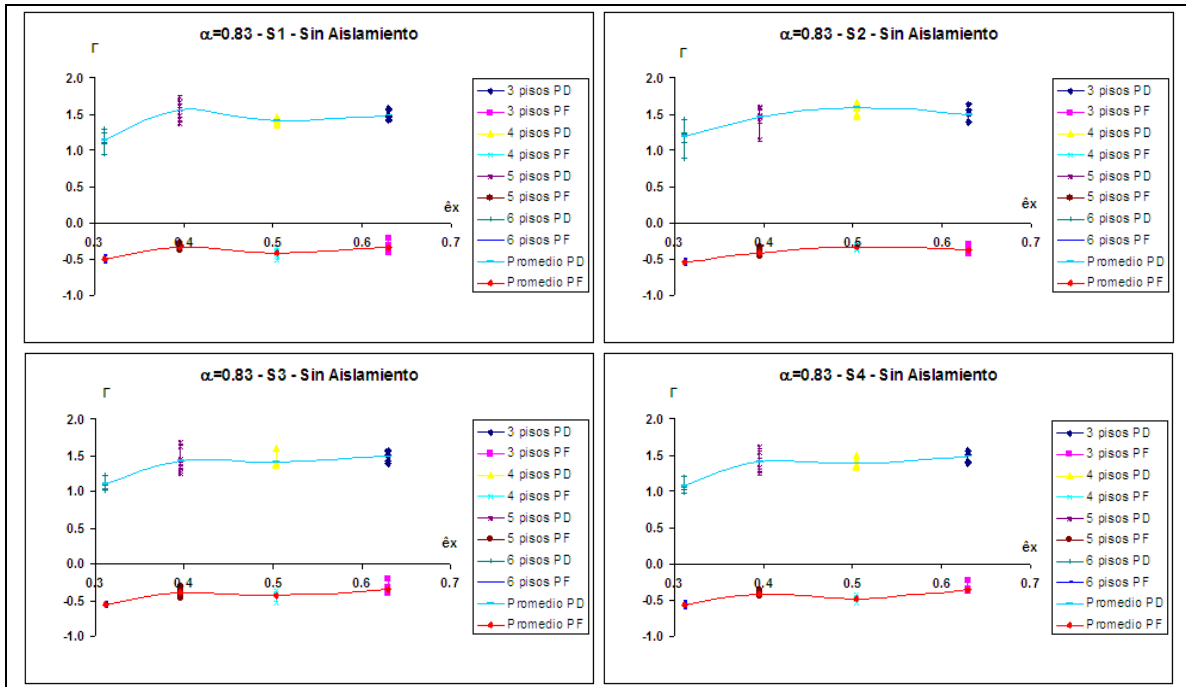 α=0.83 - S1 - Sin Aislamiento
Γ
2.0
1.5
1.0
0.5
0.0
-0.5
-1.0
0.3 0.4 0.5 0.6 0.7
êx
3 pisos PD
3 pisos PF
4 pisos PD
4 pisos PF
5 pisos PD
5 pisos PF
6 pisos PD
6 pisos PF
Promedio PD
Promedio PF
α=0.83 - S2 - Sin Aislamiento
Γ
2.0
1.5
1.0
0.5
0.0
-0.5
-1.0
0.3 0.4 0.5 0.6 0.7
êx
3 pisos PD
3 pisos PF
4 pisos PD
4 pisos PF
5 pisos PD
5 pisos PF
6 pisos PD
6 pisos PF
Promedio PD
Promedio PF
α=0.83 - S3 - Sin Aislamiento
Γ
2.0
1.5
1.0
0.5
0.0
-0.5
-1.0
0.3 0.4 0.5 0.6 0.7
êx
3 pisos PD
3 pisos PF
4 pisos PD
4 pisos PF
5 pisos PD
5 pisos PF
6 pisos PD
6 pisos PF
Promedio PD
Promedio PF
α=0.83 - S4 - Sin Aislamiento
Γ
2.0
1.5
1.0
0.5
0.0
-0.5
-1.0
0.3 0.4 0.5 0.6 0.7
êx
3 pisos PD
3 pisos PF
4 pisos PD
4 pisos PF
5 pisos PD
5 pisos PF
6 pisos PD
6 pisos PF
Promedio PD
Promedio PF